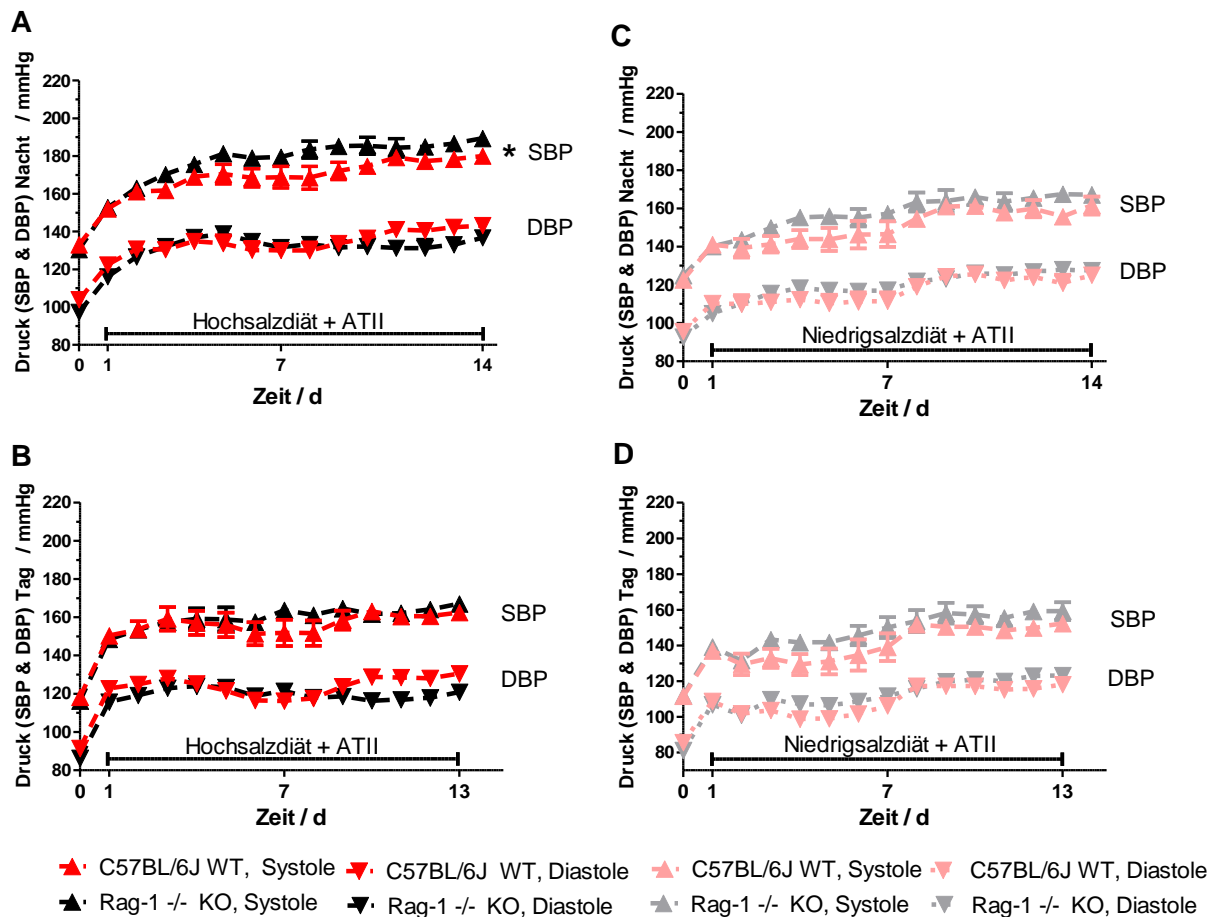 A
Druck (SBP & DBP) Nacht / mmHg
220
200
180
160
140
120
100
80
* SBP
DBP
Hochsalzdiät + ATII
0 1 7 14
Zeit / d
C
Druck (SBP & DBP) Nacht / mmHg
220
200
180
160
140
120
100
80
SBP
DBP
Niedrigsalzdiät + ATII
0 1 7 14
Zeit / d
B
Druck (SBP & DBP) Tag / mmHg
220
200
180
160
140
120
100
80
SBP
DBP
Hochsalzdiät + ATII
0 1 7 13
Zeit / d
D
Druck (SBP & DBP) Tag / mmHg
220
200
180
160
140
120
100
80
SBP
DBP
Niedrigsalzdiät + ATII
0 1 7 13
Zeit / d
C57BL/6J WT, Systole
C57BL/6J WT, Diastole
C57BL/6J WT, Systole
C57BL/6J WT, Diastole
Rag-1 -/- KO, Systole
Rag-1 -/- KO, Diastole
Rag-1 -/- KO, Systole
Rag-1 -/- KO, Diastole